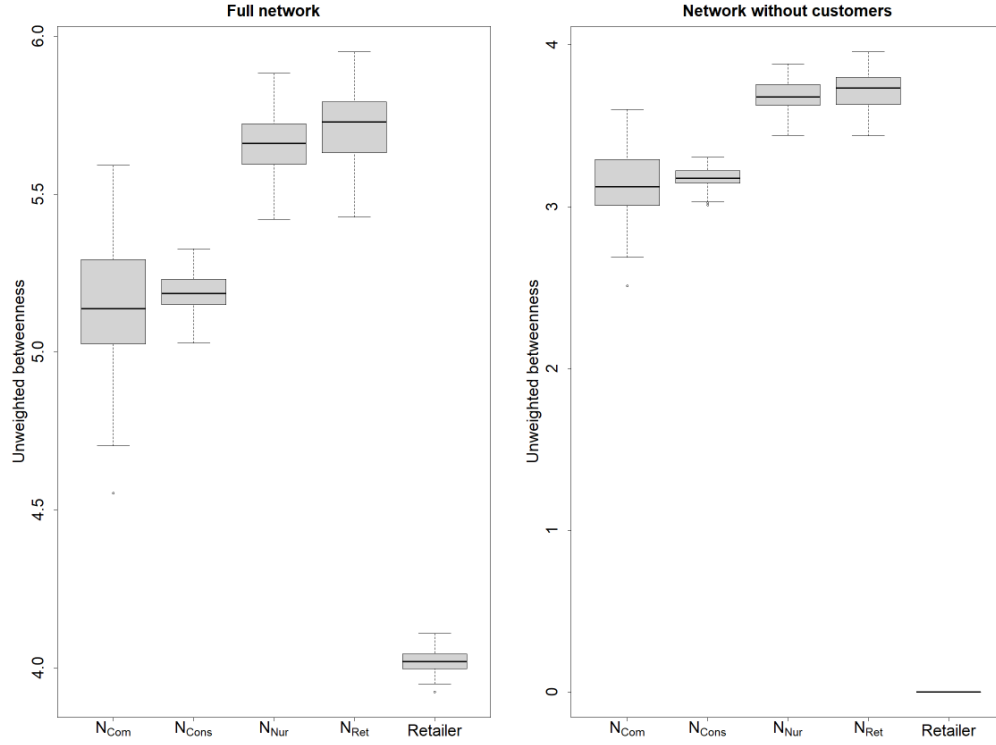 Full network
Unweighted betweenness
6.0
5.5
5.0
4.5
4.0
N_Com N_Cons N_Nur N_Ret Retailer
Network without customers
Unweighted betweenness
4
3
2
1
0
N_Com N_Cons N_Nur N_Ret Retailer